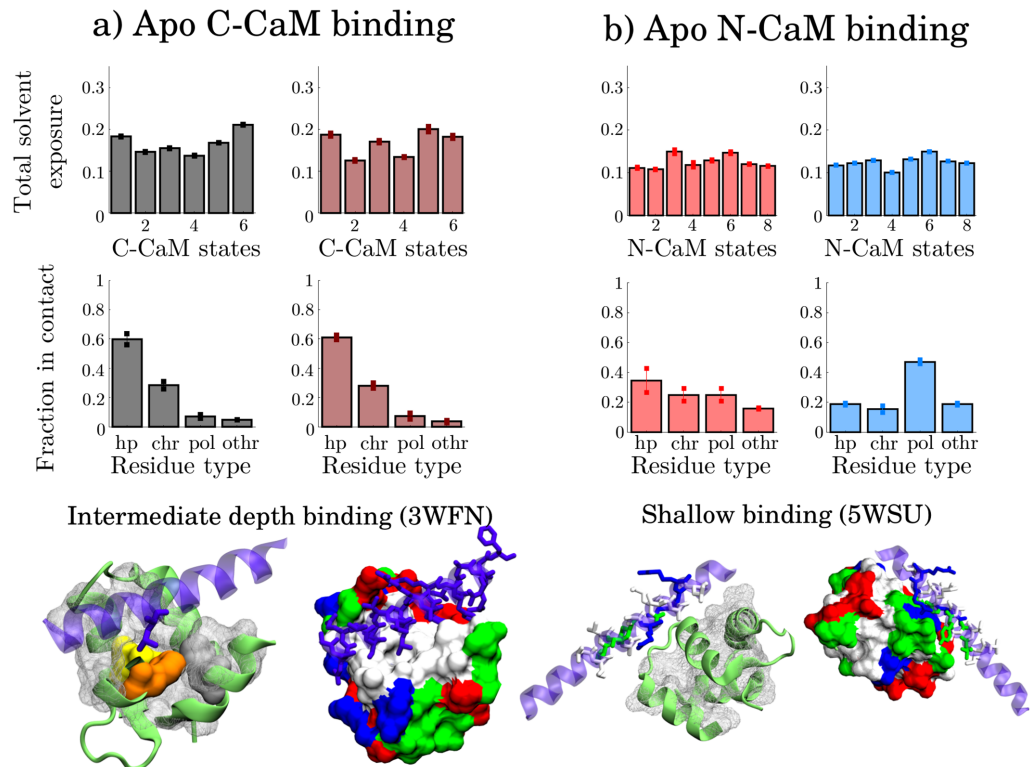 a) Apo C-CaM binding
b) Apo N-CaM binding
Total solvent
exposure
0.3
0.2
0.1
0
2 4 6
C-CaM states
0.3
0.2
0.1
0
2 4 6
C-CaM states
0.3
0.2
0.1
0
2 4 6 8
N-CaM states
0.3
0.2
0.1
0
2 4 6 8
N-CaM states
Fraction in contact
1
0.8
0.6
0.4
0.2
0
hp chr pol othr
Residue type
1
0.8
0.6
0.4
0.2
0
hp chr pol othr
Residue type
1
0.8
0.6
0.4
0.2
0
hp chr pol othr
Residue type
1
0.8
0.6
0.4
0.2
0
hp chr pol othr
Residue type
Intermediate depth binding (3WFN)
Shallow binding (5WSU)